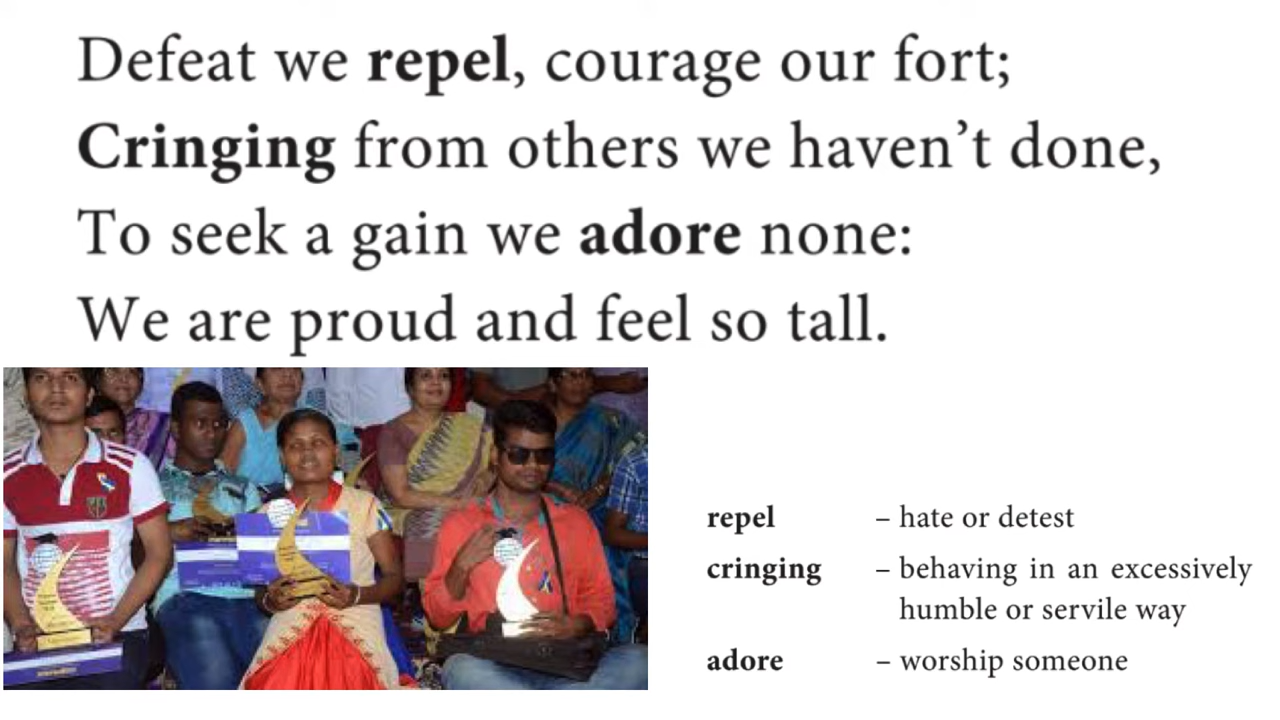 Defeat we repel, courage our fort;
Cringing from others we haven’t done,
To seek a gain we adore none:
We are proud and feel so tall.
repel – hate or detest
cringing – behaving in an excessively
humble or servile way
adore – worship someone